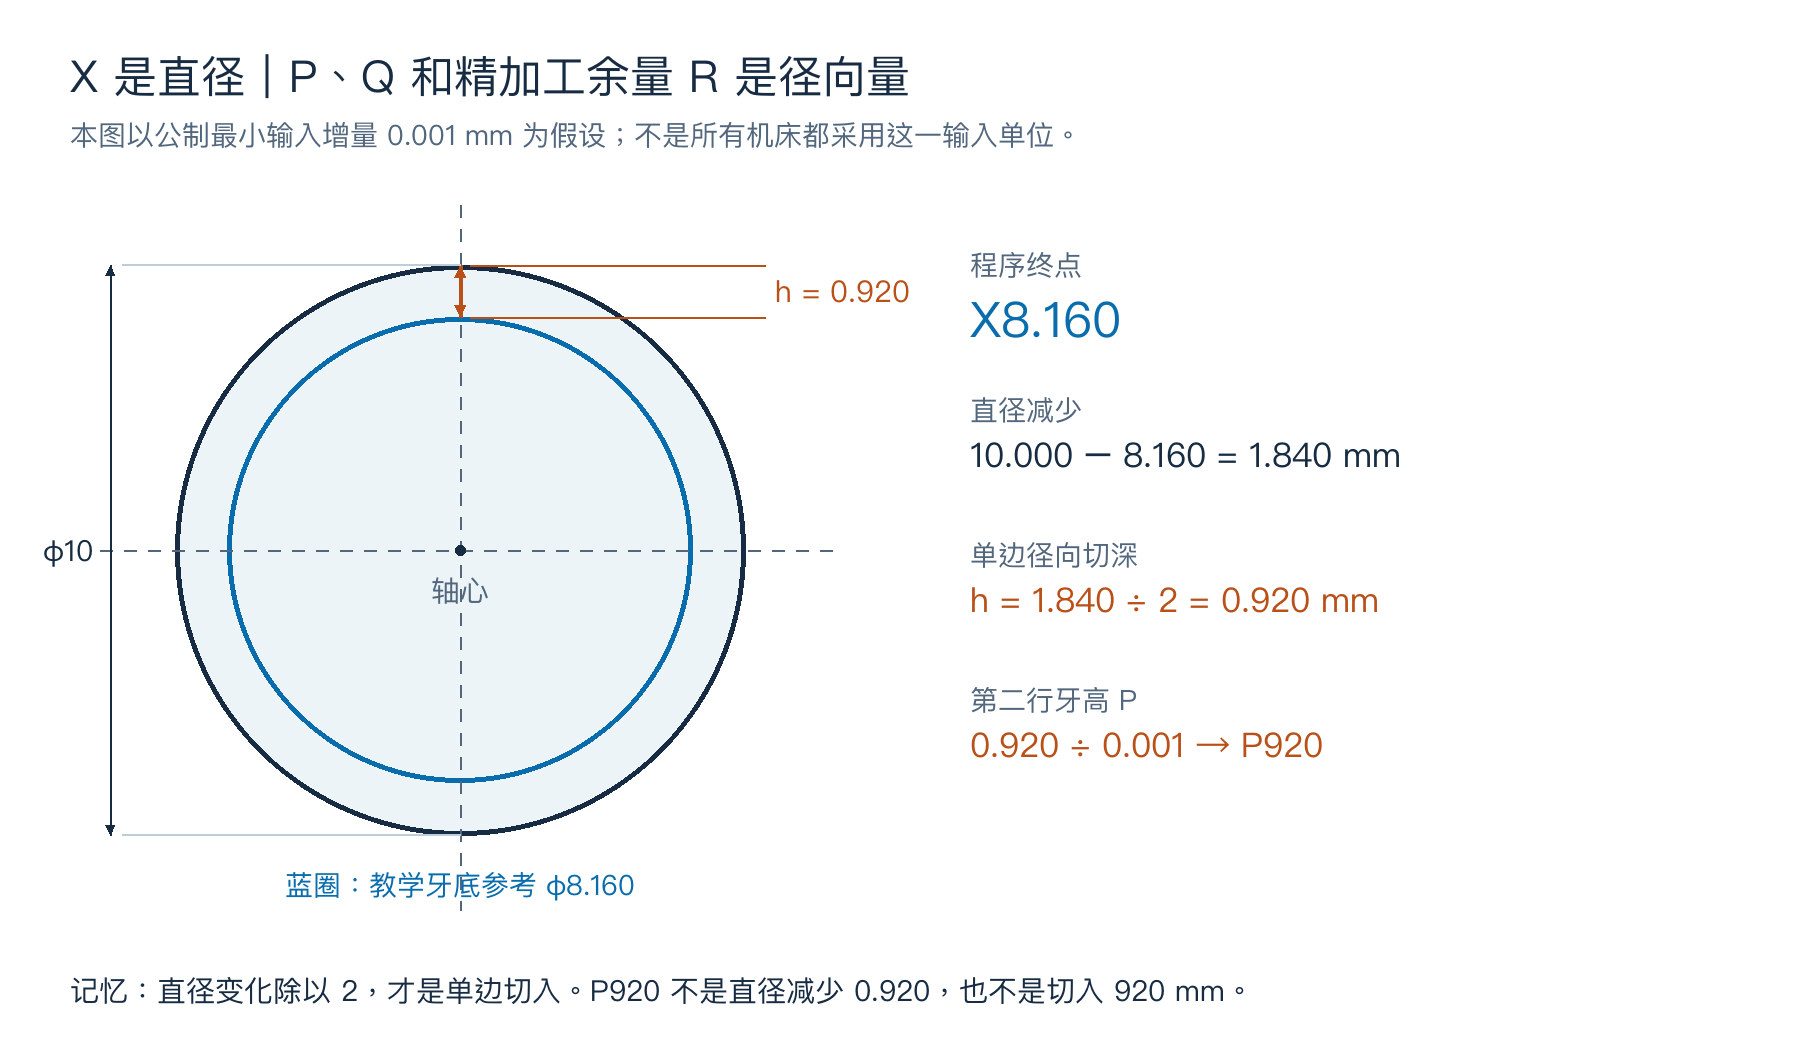 X 是直径｜P、Q 和精加工余量 R 是径向量
本图以公制最小输入增量 0.001 mm 为假设；不是所有机床都采用这一输入单位。
h = 0.920
ϕ10
轴心
蓝圈：教学牙底参考 ϕ8.160
程序终点
X8.160
直径减少
10.000 − 8.160 = 1.840 mm
单边径向切深
h = 1.840 ÷ 2 = 0.920 mm
第二行牙高 P
0.920 ÷ 0.001 → P920
记忆：直径变化除以 2，才是单边切入。P920 不是直径减少 0.920，也不是切入 920 mm。